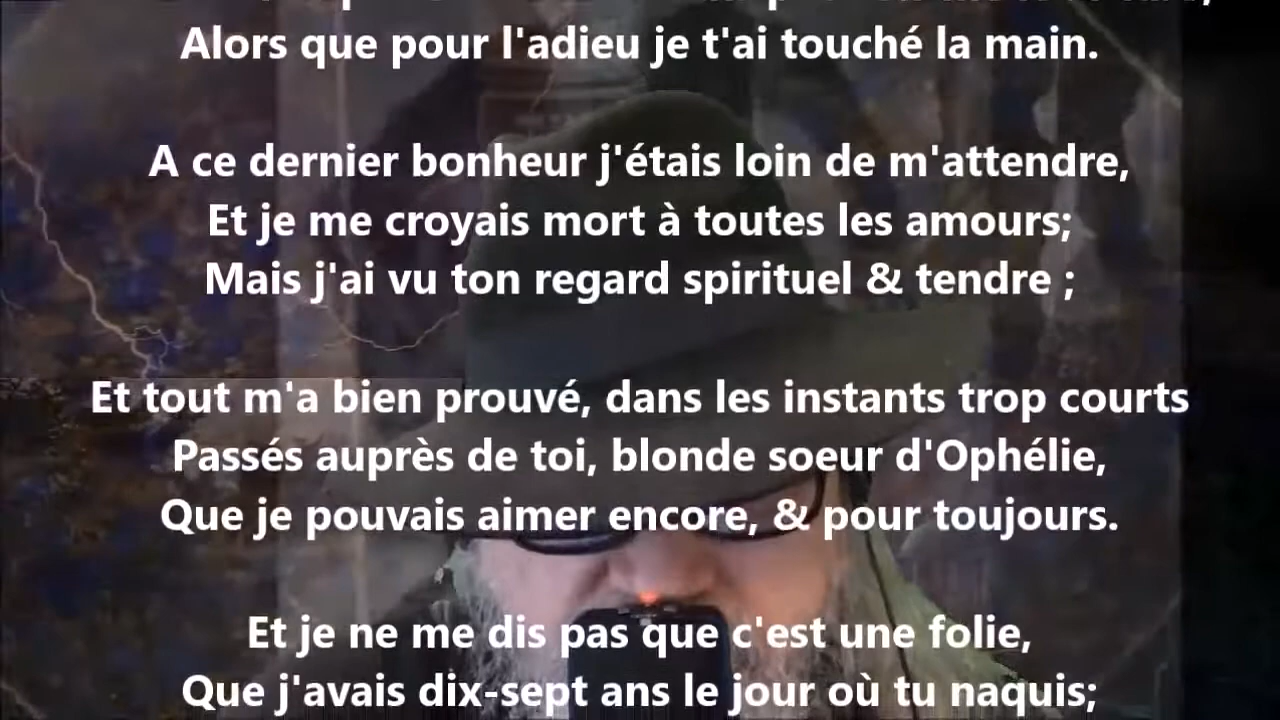 Alors que pour l'adieu je t'ai touché la main.
A ce dernier bonheur j'étais loin de m'attendre,
Et je me croyais mort à toutes les amours;
Mais j'ai vu ton regard spirituel & tendre ;
Et tout m'a bien prouvé, dans les instants trop courts
Passés auprès de toi, blonde soeur d'Ophélie,
Que je pouvais aimer encore, & pour toujours.
Et je ne me dis pas que c'est une folie,
Que j'avais dix-sept ans le jour où tu naquis;